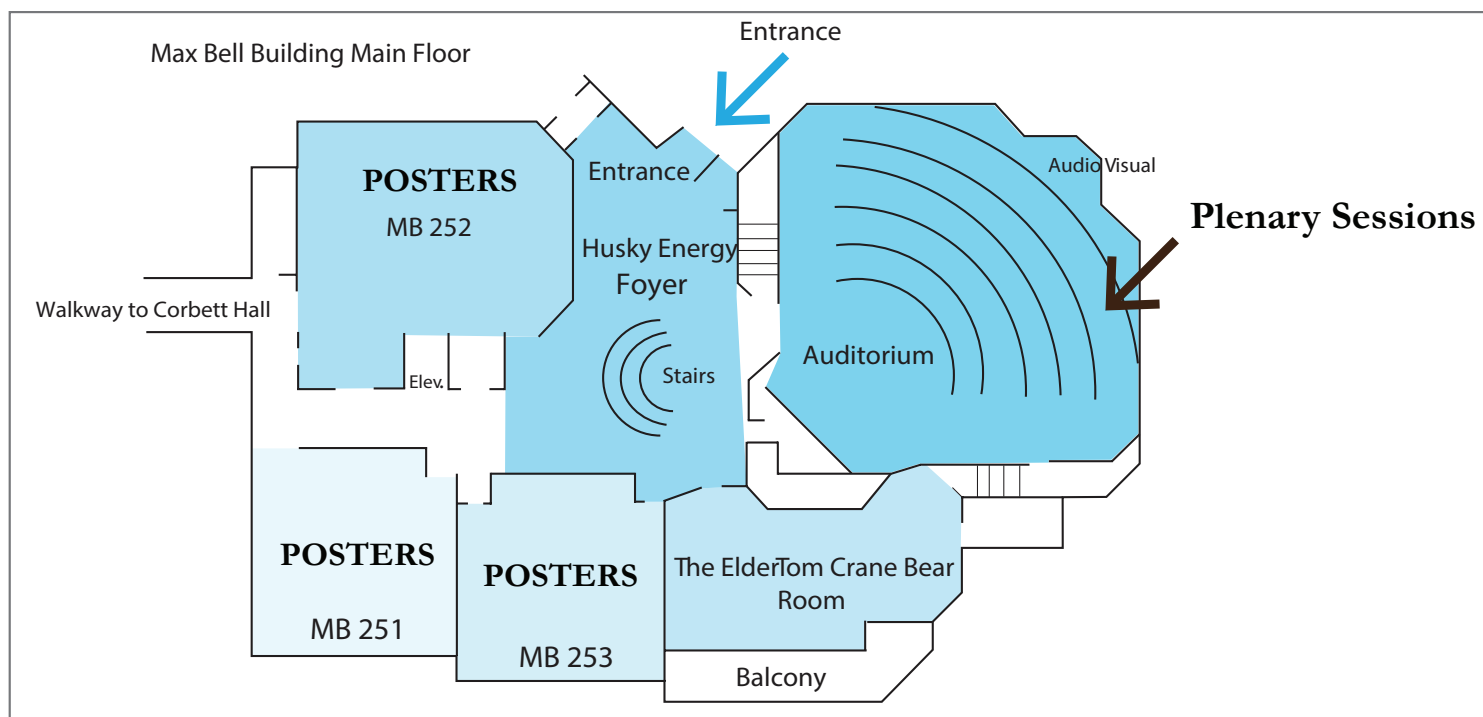 Entrance
Max Bell Building Main Floor
Audio Visual
Entrance
POSTERS
MB 252
Plenary Sessions
Husky Energy
Foyer
Walkway to Corbett Hall
Auditorium
Elev.
Stairs
POSTERS
MB 251
POSTERS
MB 253
The ElderTom Crane Bear
Room
Balcony